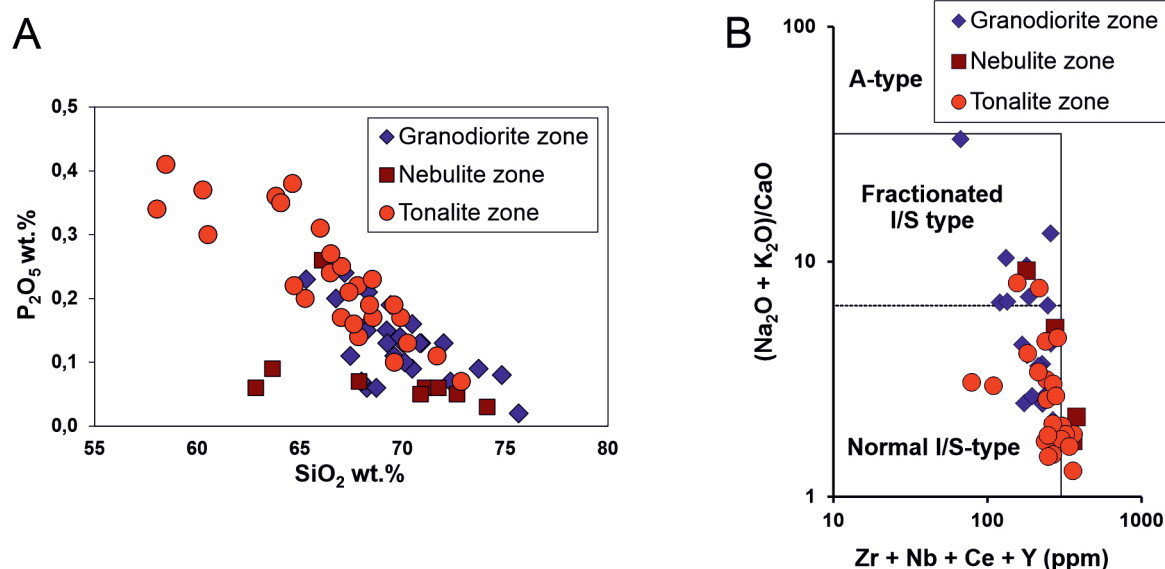 A
P₂O₅ wt.%
0,5
0,4
0,3
0,2
0,1
0,0
Granodiorite zone
Nebulite zone
Tonalite zone
55 60 65 70 75 80
SiO₂ wt.%
B
(Na₂O + K₂O)/CaO
100
10
1
Granodiorite zone
Nebulite zone
Tonalite zone
A-type
Fractionated
I/S type
Normal I/S-type
10 100 1000
Zr + Nb + Ce + Y (ppm)